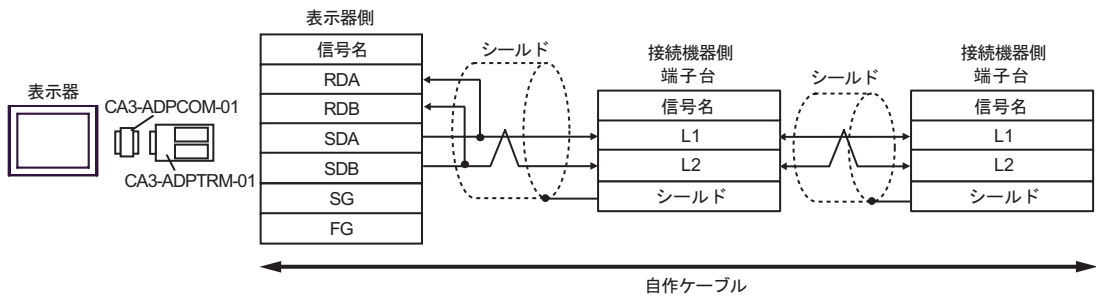 表示器
CA3-ADPCOM-01
CA3-ADPTRM-01
表示器側
信号名
RDA
RDB
SDA
SDB
SG
FG
シールド
接続機器側
端子台
信号名
L1
L2
シールド
シールド
接続機器側
端子台
信号名
L1
L2
シールド
自作ケーブル